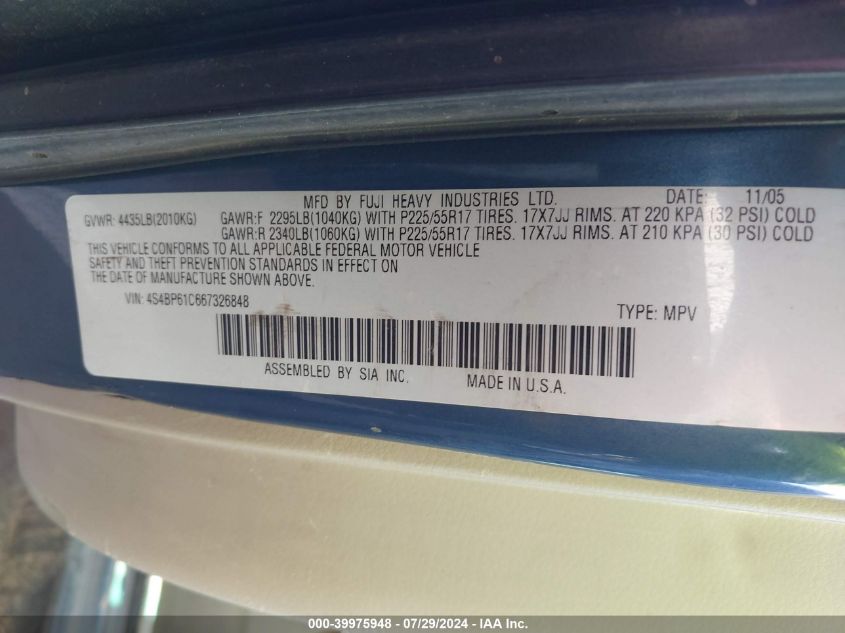 MFD BY FUJI HEAVY INDUSTRIES LTD. DATE: 11/05
GVWR: 4435LB(2010KG) GAWR:F 2295LB(1040KG) WITH P225/55R17 TIRES. 17X7JJ RIMS. AT 220 KPA (32 PSI) COLD
GAWR:R 2340LB(1060KG) WITH P225/55R17 TIRES. 17X7JJ RIMS. AT 210 KPA (30 PSI) COLD
THIS VEHICLE CONFORMS TO ALL APPLICABLE FEDERAL MOTOR VEHICLE
SAFETY AND THEFT PREVENTION STANDARDS IN EFFECT ON
THE DATE OF MANUFACTURE SHOWN ABOVE.
VIN: 4S4BP61C667326848 TYPE: MPV
ASSEMBLED BY SIA INC. MADE IN U.S.A.
000-39975948 - 07/29/2024 - IAA Inc.